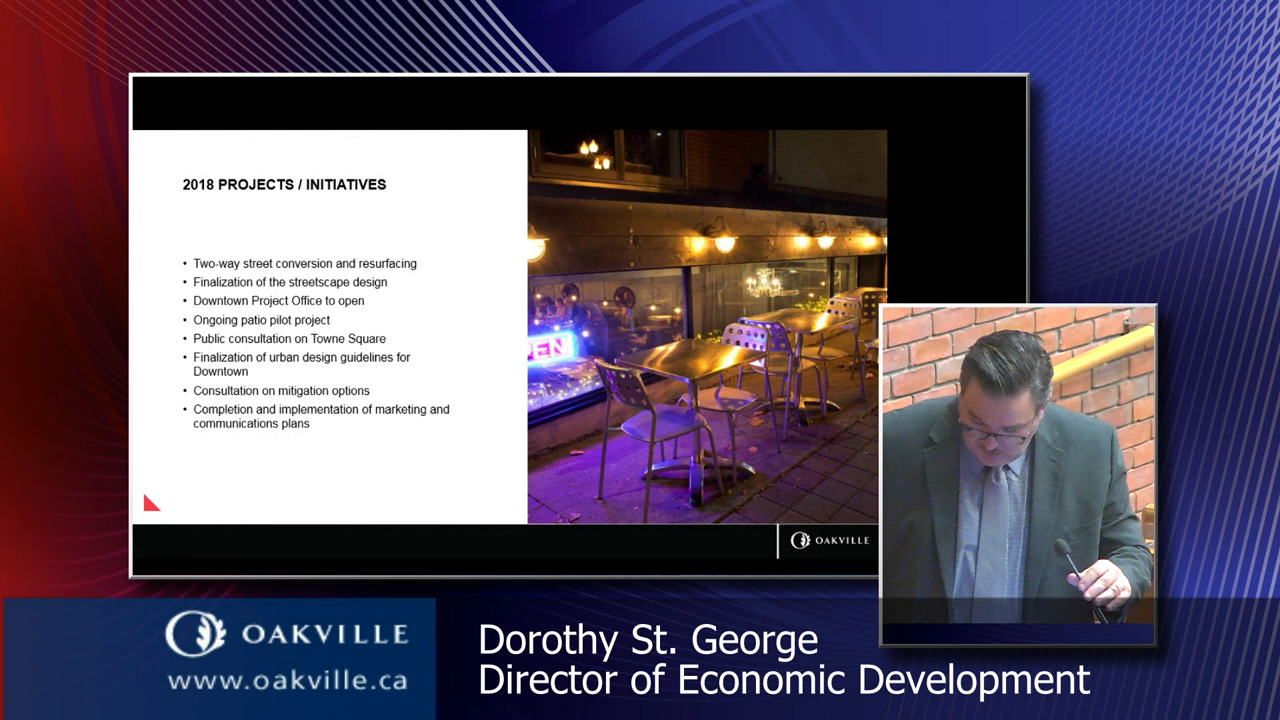 2018 PROJECTS / INITIATIVES
• Two-way street conversion and resurfacing
• Finalization of the streetscape design
• Downtown Project Office to open
• Ongoing patio pilot project
• Public consultation on Towne Square
• Finalization of urban design guidelines for
Downtown
• Consultation on mitigation options
• Completion and implementation of marketing and
communications plans
PEN
OAKVILLE
OAKVILLE
www.oakville.ca
Dorothy St. George
Director of Economic Development